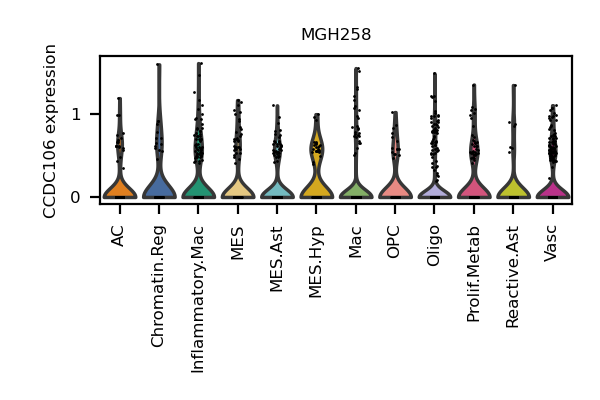 MGH258
CCDC106 expression
1
0
AC
Chromatin.Reg
Inflammatory.Mac
MES
MES.Ast
MES.Hyp
Mac
OPC
Oligo
Prolif.Metab
Reactive.Ast
Vasc